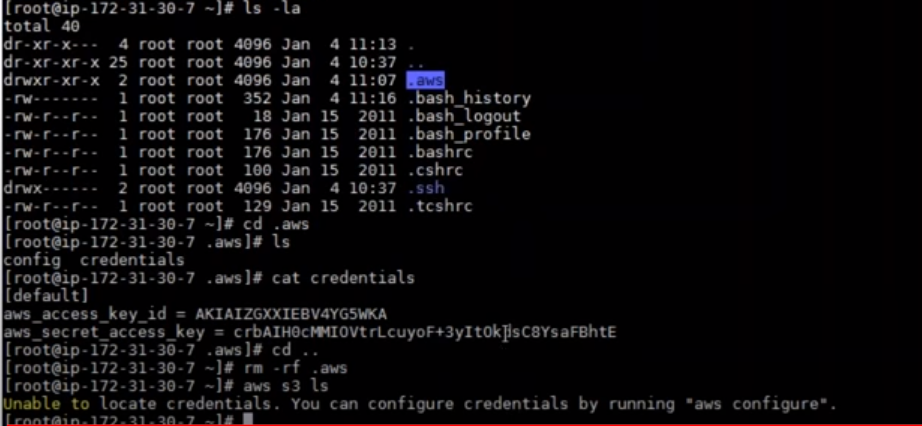 [root@ip-172-31-30-7 ~]# ls -la
total 40
dr-xr-x--- 4 root root 4096 Jan 4 11:13 .
dr-xr-xr-x 25 root root 4096 Jan 4 10:37 ..
drwxr-xr-x 2 root root 4096 Jan 4 11:07 .aws
-rw------- 1 root root 352 Jan 4 11:16 .bash_history
-rw-r--r-- 1 root root 18 Jan 15 2011 .bash_logout
-rw-r--r-- 1 root root 176 Jan 15 2011 .bash_profile
-rw-r--r-- 1 root root 176 Jan 15 2011 .bashrc
-rw-r--r-- 1 root root 100 Jan 15 2011 .cshrc
drwx------ 2 root root 4096 Jan 4 10:37 .ssh
-rw-r--r-- 1 root root 129 Jan 15 2011 .tcshrc
[root@ip-172-31-30-7 ~]# cd .aws
[root@ip-172-31-30-7 .aws]# ls
config credentials
[root@ip-172-31-30-7 .aws]# cat credentials
[default]
aws_access_key_id = AKIAIZGXXIEBV4YG5WKA
aws_secret_access_key =
[root@ip-172-31-30-7 .aws]# cd ..
[root@ip-172-31-30-7 ~]# rm -rf .aws
[root@ip-172-31-30-7 ~]# aws s3 ls
Unable to locate credentials. You can configure credentials by running "aws configure".
[root@ip-172-31-30-7 ~]#